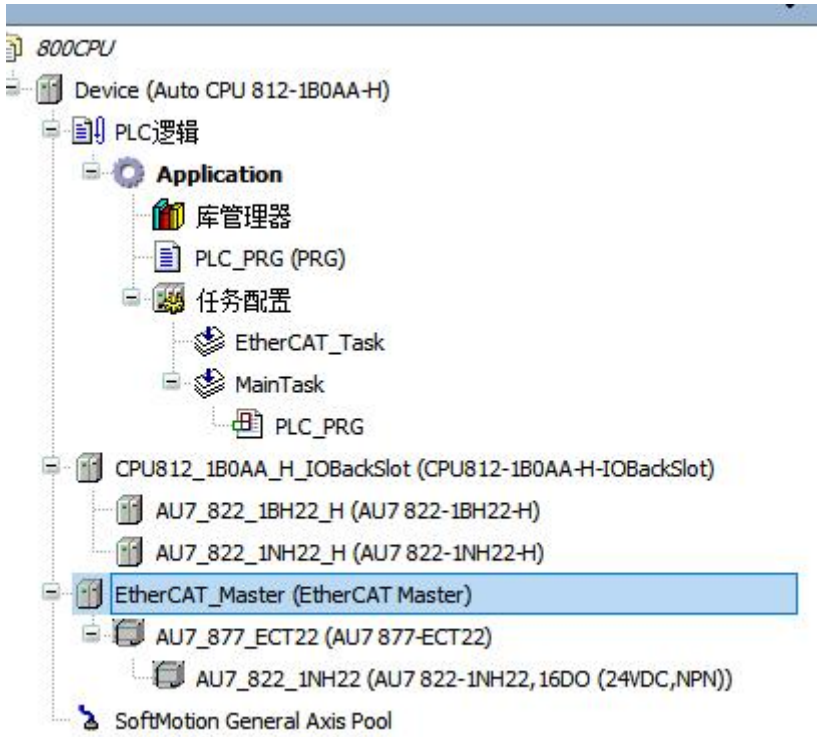 800CPU
Device (Auto CPU 812-1B0AA-H)
PLC逻辑
Application
库管理器
PLC_PRG (PRG)
任务配置
EtherCAT_Task
MainTask
PLC_PRG
CPU812_1B0AA_H_IOBackSlot (CPU812-1B0AA-H-IOBackSlot)
AU7_822_1BH22_H (AU7 822-1BH22-H)
AU7_822_1NH22_H (AU7 822-1NH22-H)
EtherCAT_Master (EtherCAT Master)
AU7_877_ECT22 (AU7 877-ECT22)
AU7_822_1NH22 (AU7 822-1NH22, 16DO (24VDC,NPN))
SoftMotion General Axis Pool